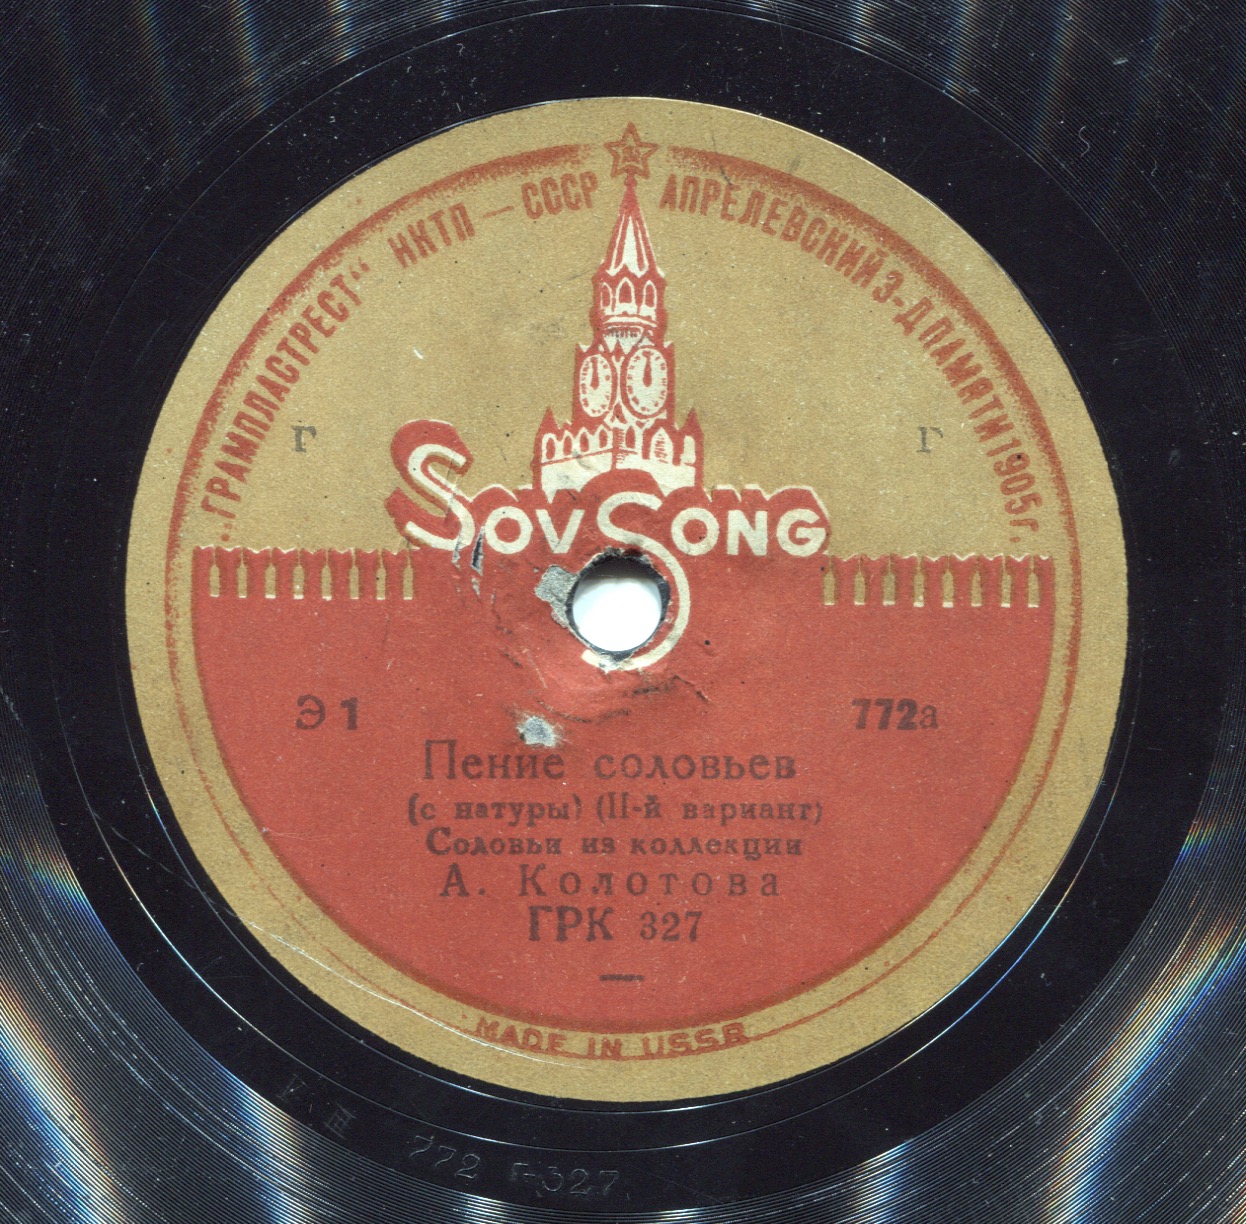 „ГРАМПЛАСТРЕСТ“ НКТП — СССР АПРЕЛЕВСКИЙ З-Д ПАМЯТИ 1905 г.
г г
SOVSONG
Э 1 772а
Пение соловьев
(с натуры) (II-й вариант)
Соловьи из коллекции
А. Колотова
ГРК 327
MADE IN USSR
772 г-327